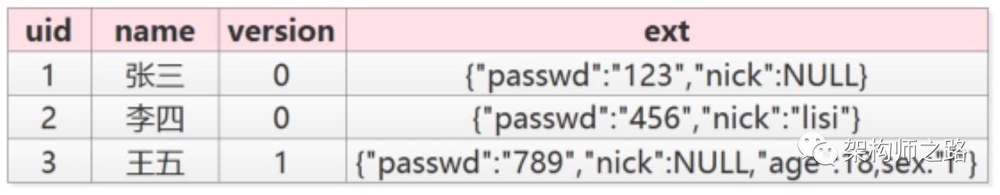 uid name version ext
1 张三 0 {"passwd":"123","nick":NULL}
2 李四 0 {"passwd":"456","nick":"lisi"}
3 王五 1 {"passwd":"789","nick":NULL,"age":18,sex:"1"}
架构师之路